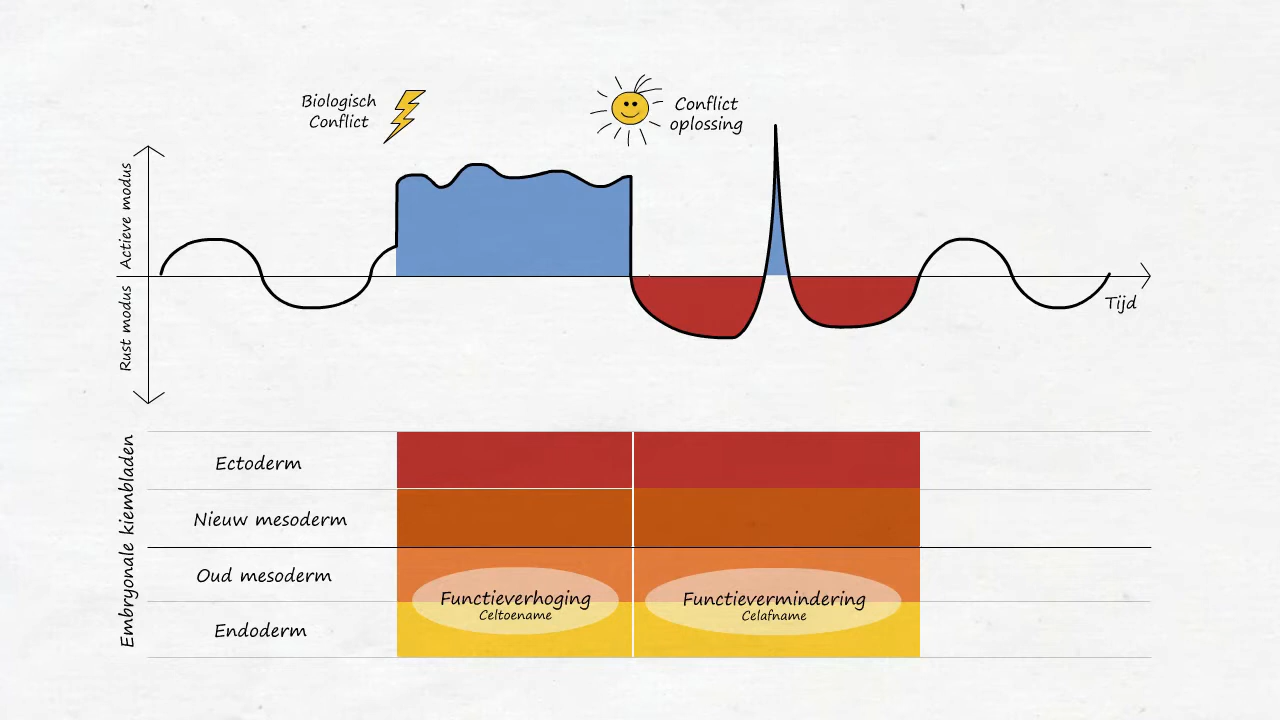 Biologisch
Conflict
Conflict
oplossing
Actieve modus
Rust modus
Tijd
Embryonale kiembladen
Ectoderm
Nieuw mesoderm
Oud mesoderm
Endoderm
Functieverhoging
Celtoename
Functievermindering
Celafname